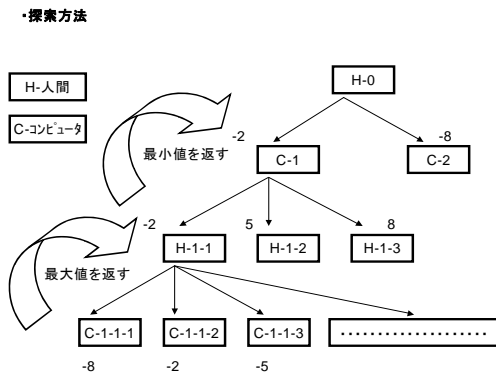 ・探索方法
H-0
H-人間
C-コンピュータ
-2
-8
最小値を返す
C-1
C-2
-2
5
8
H-1-1
H-1-2
H-1-3
最大値を返す
C-1-1-1
C-1-1-2
C-1-1-3
・・・・・・・・・・・・・・・・・・・・
-8
-2
-5